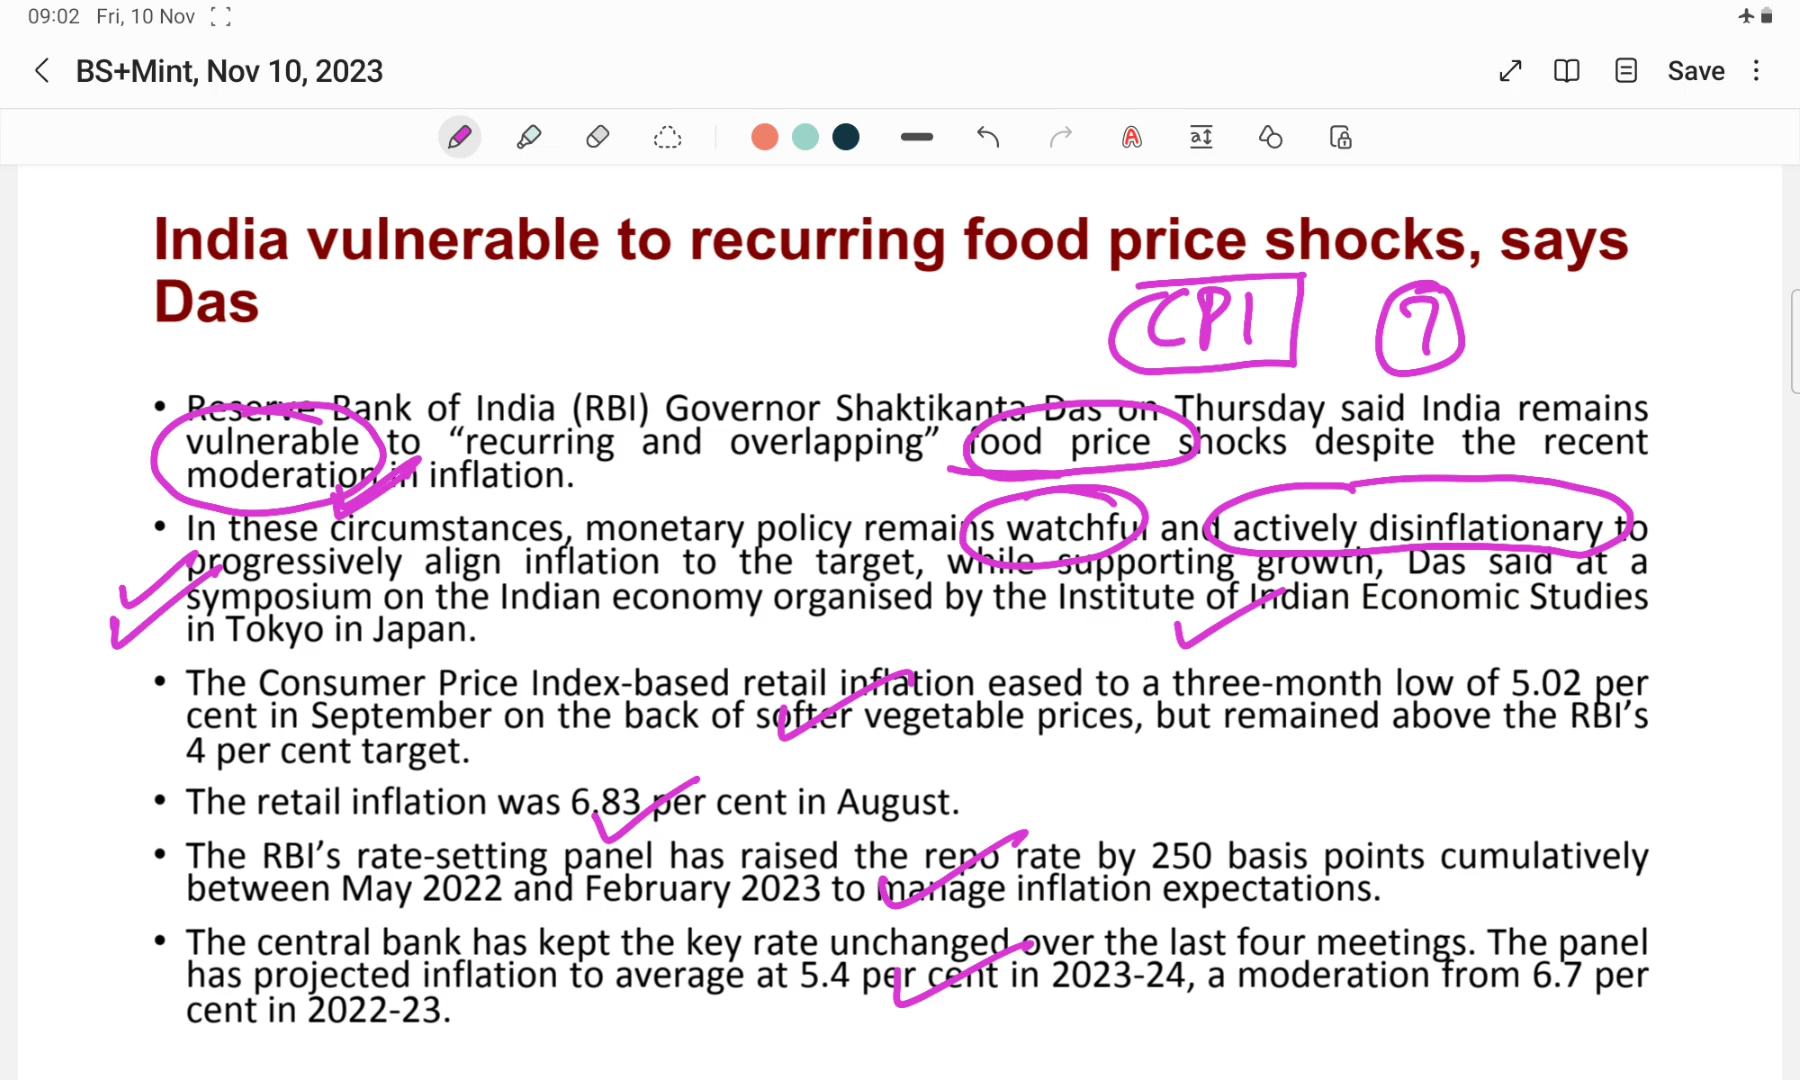 09:02 Fri, 10 Nov
BS+Mint, Nov 10, 2023
Save
India vulnerable to recurring food price shocks, says
Das
CPI ?
• Reserve Bank of India (RBI) Governor Shaktikanta Das on Thursday said India remains
vulnerable to “recurring and overlapping” food price shocks despite the recent
moderation in inflation.
• In these circumstances, monetary policy remains watchful and actively disinflationary to
progressively align inflation to the target, while supporting growth, Das said at a
symposium on the Indian economy organised by the Institute of Indian Economic Studies
in Tokyo in Japan.
• The Consumer Price Index-based retail inflation eased to a three-month low of 5.02 per
cent in September on the back of softer vegetable prices, but remained above the RBI’s
4 per cent target.
• The retail inflation was 6.83 per cent in August.
• The RBI’s rate-setting panel has raised the repo rate by 250 basis points cumulatively
between May 2022 and February 2023 to manage inflation expectations.
• The central bank has kept the key rate unchanged over the last four meetings. The panel
has projected inflation to average at 5.4 per cent in 2023-24, a moderation from 6.7 per
cent in 2022-23.